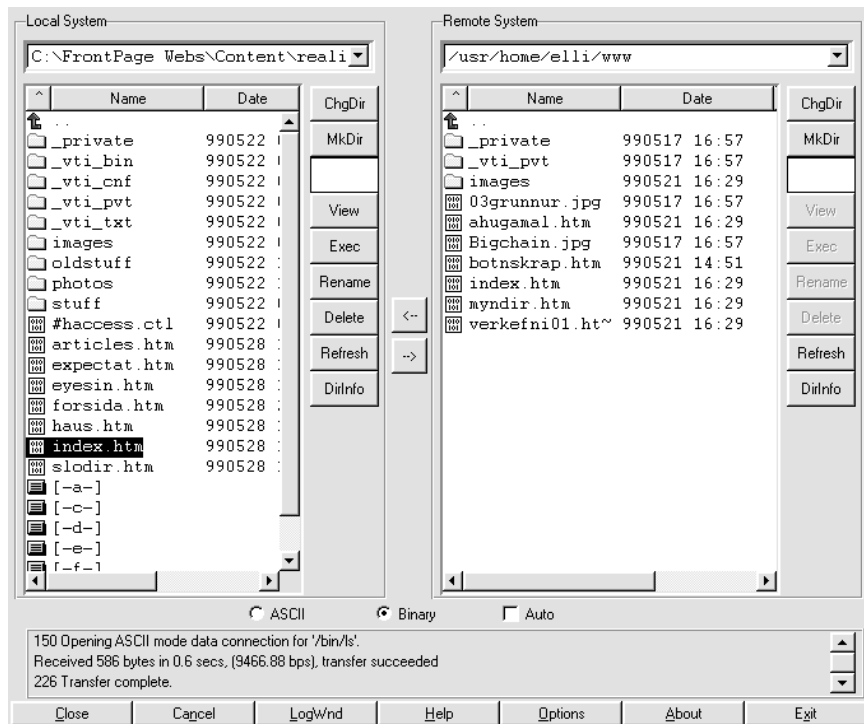 Local System
C:\FrontPage Webs\Content\reali
^ Name Date
..
_private 990522
_vti_bin 990522
_vti_cnf 990522
_vti_pvt 990522
_vti_txt 990522
images 990522
oldstuff 990522
photos 990522
stuff 990522
#haccess.ctl 990522
articles.htm 990528
expectat.htm 990528
eyesin.htm 990528
forsida.htm 990528
haus.htm 990528
index.htm 990528
slodir.htm 990528
[-a-]
[-c-]
[-d-]
[-e-]
[-f-]
ChgDir
MkDir
View
Exec
Rename
Delete
Refresh
DirInfo
<--
-->
Remote System
/usr/home/elli/www
^ Name Date
..
_private 990517 16:57
_vti_pvt 990517 16:57
images 990521 16:29
03grunnur.jpg 990517 16:57
ahugamal.htm 990521 16:29
Bigchain.jpg 990517 16:57
botnskrap.htm 990521 14:51
index.htm 990521 16:29
myndir.htm 990521 16:29
verkefni01.ht~ 990521 16:29
ChgDir
MkDir
View
Exec
Rename
Delete
Refresh
DirInfo
ASCII Binary Auto
150 Opening ASCII mode data connection for '/bin/ls'.
Received 586 bytes in 0.6 secs, (9466.88 bps), transfer succeeded
226 Transfer complete.
Close Cancel LogWnd Help Options About Exit